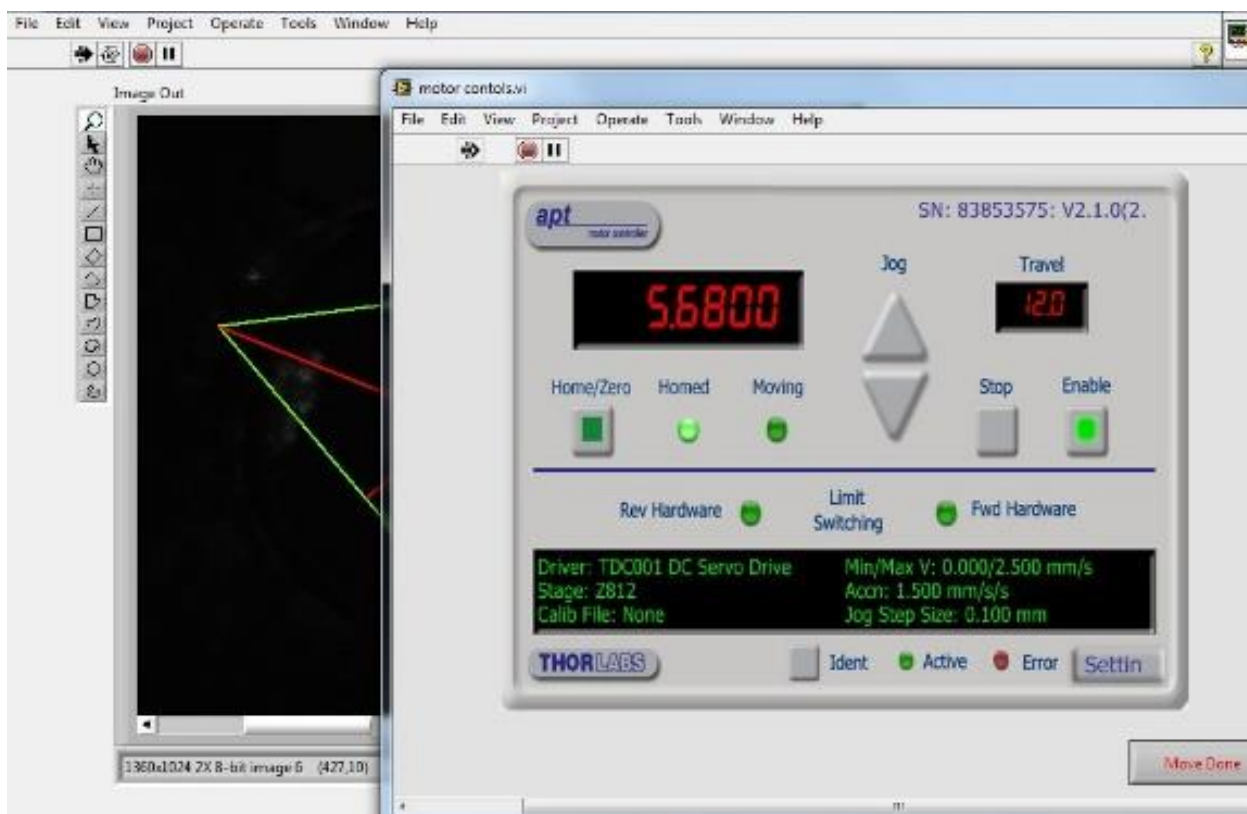 File Edit View Project Operate Tools Window Help
Image Out
motor contols.vi
File Edit View Project Operate Tools Window Help
apt
motor controller
SN: 83853575: V2.1.0(2.
Jog
Travel
5.6800
12.0
Home/Zero Homed Moving
Stop Enable
Rev Hardware
Limit
Switching
Fwd Hardware
Driver: TDC001 DC Servo Drive
Stage: Z812
Calib File: None
Min/Max V: 0.000/2.500 mm/s
Accn: 1.500 mm/s/s
Jog Step Size: 0.100 mm
THORLABS
Ident Active Error Settin
1360x1024 2X 8-bit image 6 (427,10)
Move Done